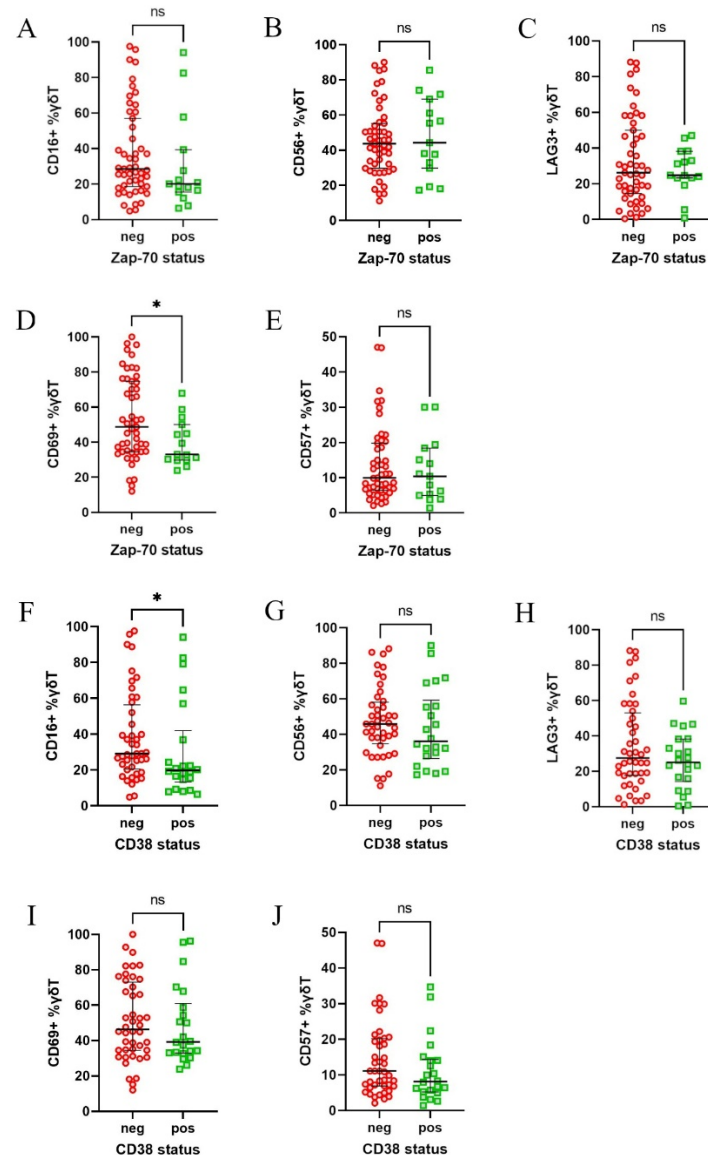 A
ns
CD16+ %γδT
100
80
60
40
20
0
neg pos
Zap-70 status
B
ns
CD56+ %γδT
100
80
60
40
20
0
neg pos
Zap-70 status
C
ns
LAG3+ %γδT
100
80
60
40
20
0
neg pos
Zap-70 status
D
*
CD69+ %γδT
100
80
60
40
20
0
neg pos
Zap-70 status
E
ns
CD57+ %γδT
50
40
30
20
10
0
neg pos
Zap-70 status
F
*
CD16+ %γδT
100
80
60
40
20
0
neg pos
CD38 status
G
ns
CD56+ %γδT
100
80
60
40
20
0
neg pos
CD38 status
H
ns
LAG3+ %γδT
100
80
60
40
20
0
neg pos
CD38 status
I
ns
CD69+ %γδT
100
80
60
40
20
0
neg pos
CD38 status
J
ns
CD57+ %γδT
50
40
30
20
10
0
neg pos
CD38 status